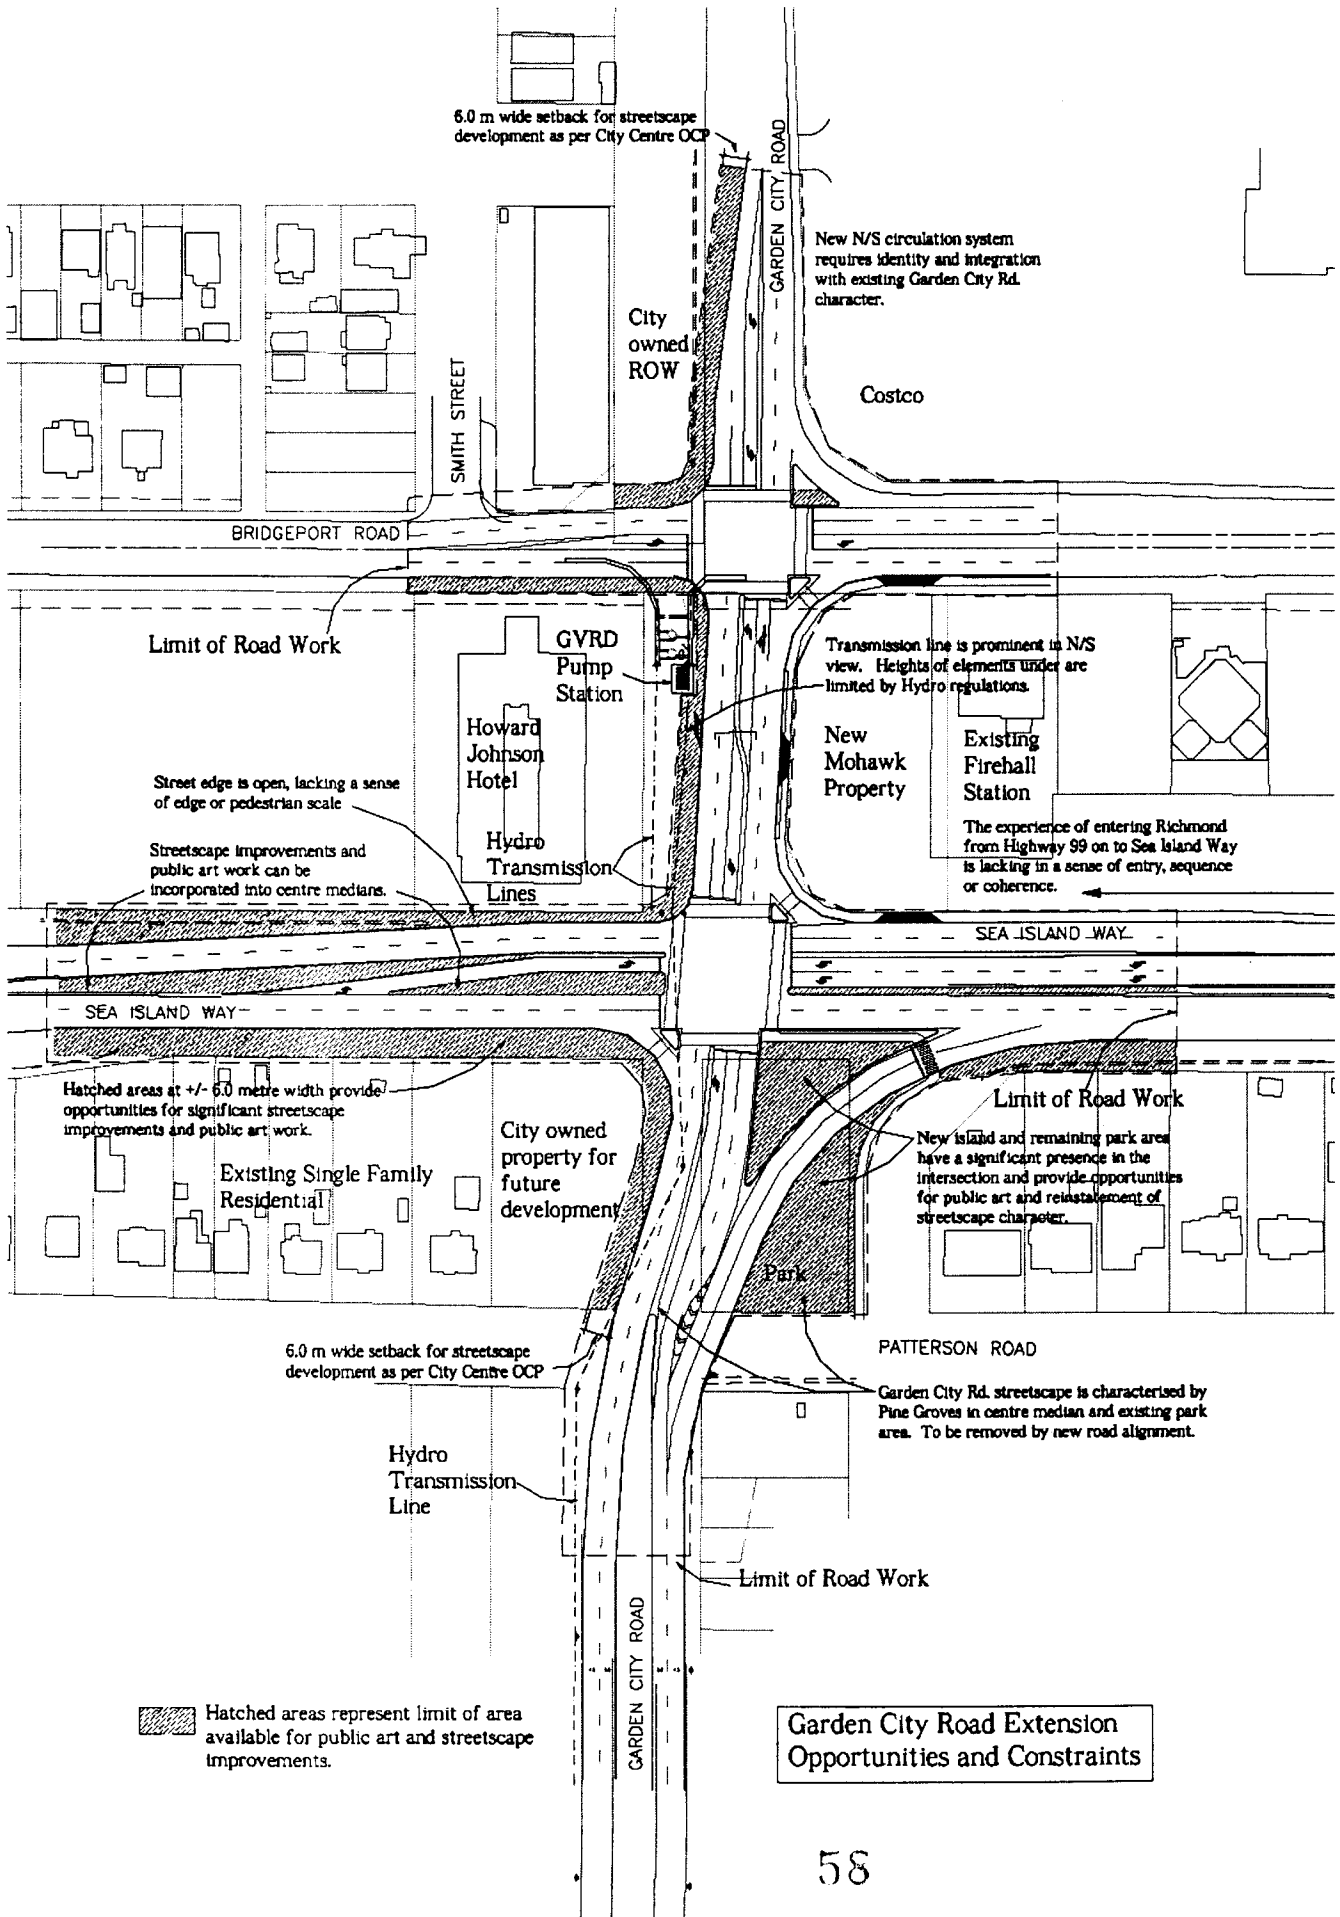 6.0 m wide setback for streetscape
development as per City Centre OCP
GARDEN CITY ROAD
New N/S circulation system
requires identity and integration
with existing Garden City Rd.
character.
City
owned
ROW
Costco
SMITH STREET
BRIDGEPORT ROAD
Limit of Road Work
GVRD
Pump
Station
Transmission line is prominent in N/S
view. Heights of elements under are
limited by Hydro regulations.
Howard
Johnson
Hotel
New
Mohawk
Property
Existing
Firehall
Station
Street edge is open, lacking a sense
of edge or pedestrian scale
Hydro
Transmission
Lines
The experience of entering Richmond
from Highway 99 on to Sea Island Way
is lacking in a sense of entry, sequence
or coherence.
Streetscape improvements and
public art work can be
incorporated into centre medians.
SEA ISLAND WAY
SEA ISLAND WAY
Hatched areas at +/- 6.0 metre width provide
opportunities for significant streetscape
improvements and public art work.
Limit of Road Work
City owned
property for
future
development
New island and remaining park area
have a significant presence in the
intersection and provide opportunities
for public art and reinstatement of
streetscape character.
Existing Single Family
Residential
Park
6.0 m wide setback for streetscape
development as per City Centre OCP
PATTERSON ROAD
Garden City Rd. streetscape is characterised by
Pine Groves in centre median and existing park
area. To be removed by new road alignment.
Hydro
Transmission
Line
Limit of Road Work
GARDEN CITY ROAD
Hatched areas represent limit of area
available for public art and streetscape
improvements.
Garden City Road Extension
Opportunities and Constraints
58